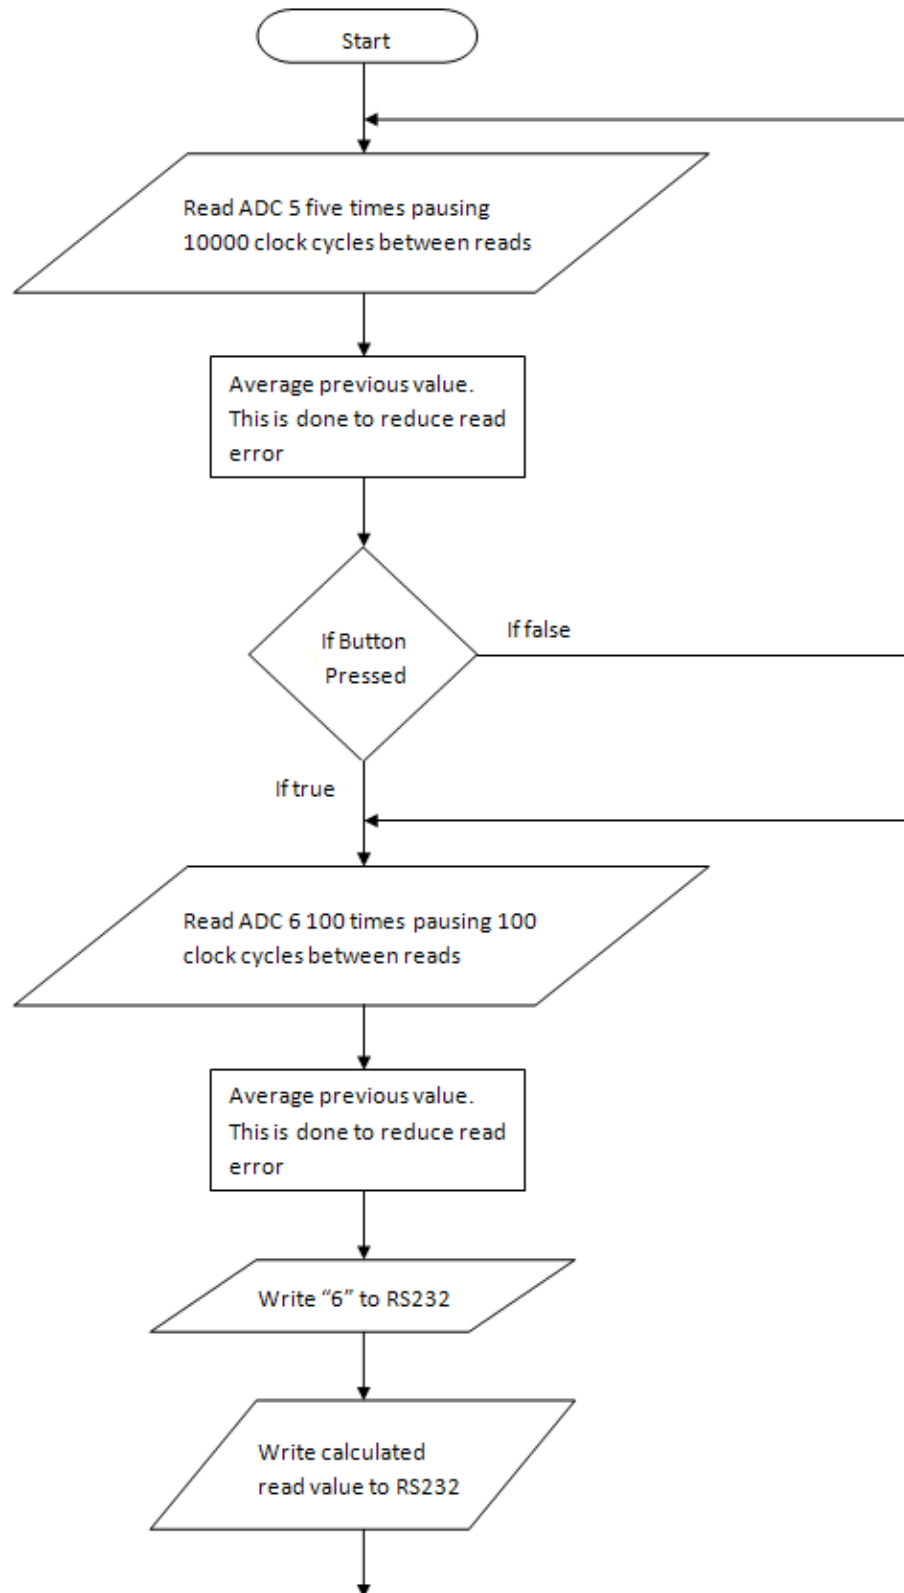 Start
Read ADC 5 five times pausing
10000 clock cycles between reads
Average previous value.
This is done to reduce read
error
If Button
Pressed
If false
If true
Read ADC 6 100 times pausing 100
clock cycles between reads
Average previous value.
This is done to reduce read
error
Write “6” to RS232
Write calculated
read value to RS232